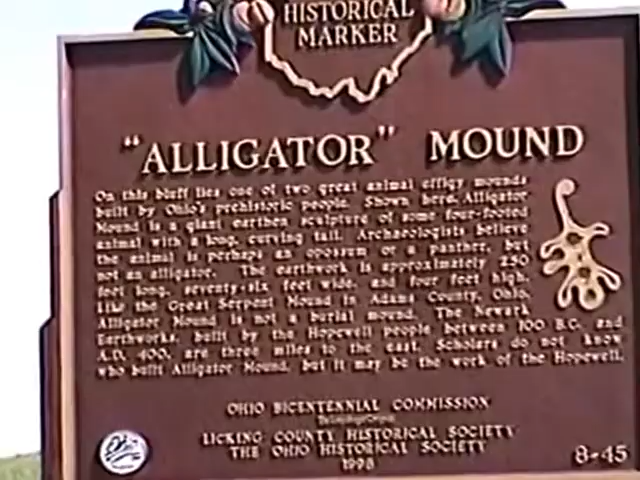 HISTORICAL
MARKER
"ALLIGATOR" MOUND
On this bluff lies one of two great animal effigy mounds
built by Ohio's prehistoric people. Shown here, Alligator
Mound is a giant earthen sculpture of some four-footed
animal with a long, curving tail. Archaeologists believe
the animal is perhaps an opossum or a panther, but
not an alligator. The earthwork is approximately 250
feet long, seventy-six feet wide, and four feet high.
Like the Great Serpent Mound in Adams County, Ohio,
Alligator Mound is not a burial mound. The Newark
Earthworks, built by the Hopewell people between 100 B.C. and
A.D. 400, are three miles to the east. Scholars do not know
who built Alligator Mound, but it may be the work of the Hopewell.
OHIO BICENTENNIAL COMMISSION
LICKING COUNTY HISTORICAL SOCIETY
THE OHIO HISTORICAL SOCIETY
1998
8-45